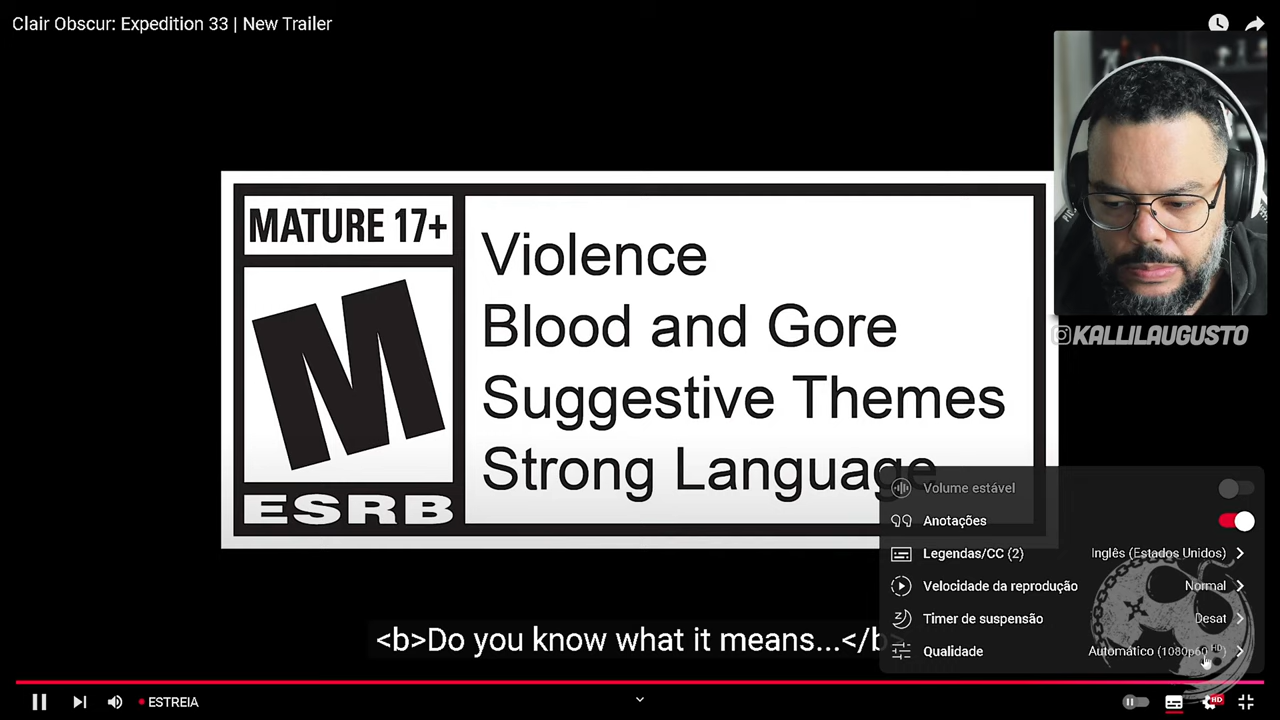 Clair Obscur: Expedition 33 | New Trailer
MATURE 17+
M
ESRB
Violence
Blood and Gore
Suggestive Themes
Strong Language
KALLILAUGUSTO
Volume estável
Anotações
Legendas/CC (2) Inglês (Estados Unidos)
Velocidade da reprodução Normal
Timer de suspensão Desat
Qualidade Automático (1080p60 HD)
<b>Do you know what it means...</b>
ESTREIA
HD